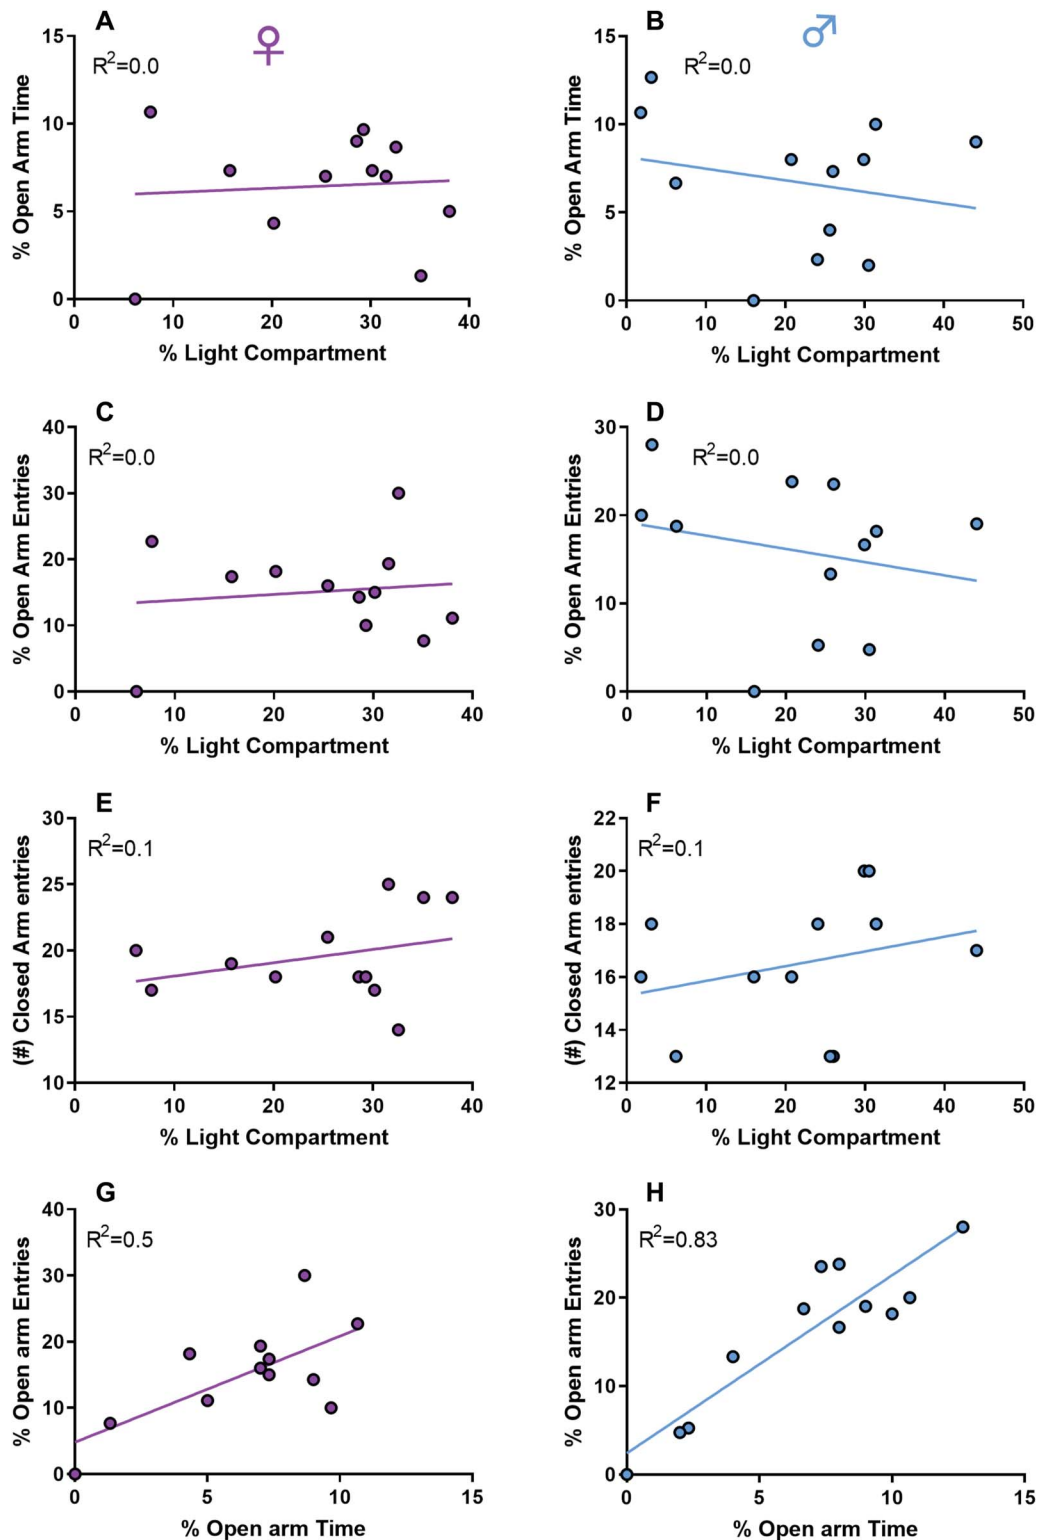 A
♀
R²=0.0
% Open Arm Time
15
10
5
0
0 10 20 30 40
% Light Compartment
B
♂
R²=0.0
% Open Arm Time
15
10
5
0
0 10 20 30 40 50
% Light Compartment
C
R²=0.0
% Open Arm Entries
40
30
20
10
0
0 10 20 30 40
% Light Compartment
D
R²=0.0
% Open Arm Entries
30
20
10
0
0 10 20 30 40 50
% Light Compartment
E
R²=0.1
(#) Closed Arm entries
30
25
20
15
10
0 10 20 30 40
% Light Compartment
F
R²=0.1
(#) Closed Arm entries
22
20
18
16
14
12
0 10 20 30 40 50
% Light Compartment
G
R²=0.5
% Open arm Entries
40
30
20
10
0
0 5 10 15
% Open arm Time
H
R²=0.83
% Open arm Entries
30
20
10
0
0 5 10 15
% Open arm Time